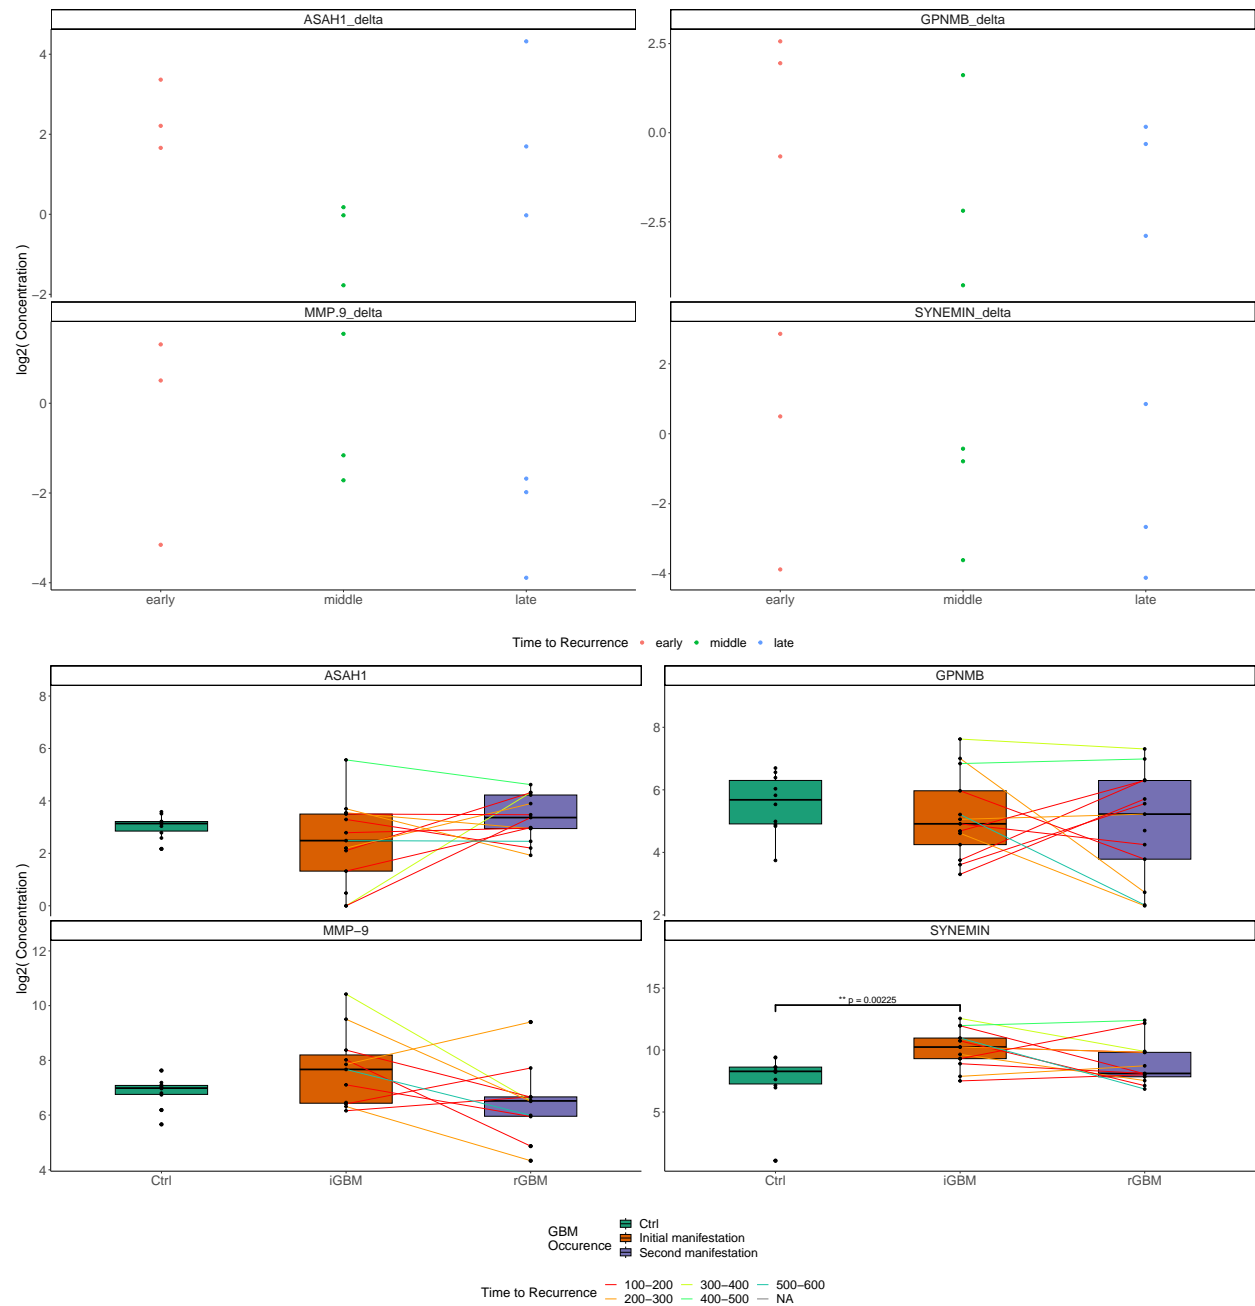 ASAH1_delta
GPNMB_delta
4
2
0
−2
2.5
0.0
−2.5
MMP.9_delta
SYNEMIN_delta
0
−2
−4
2
0
−2
−4
log2( Concentration )
early
middle
late
early
middle
late
Time to Recurrence
early
middle
late
ASAH1
GPNMB
8
6
4
2
0
8
6
4
2
MMP−9
SYNEMIN
12
10
8
6
4
15
10
5
** p = 0.00225
log2( Concentration )
Ctrl
iGBM
rGBM
Ctrl
iGBM
rGBM
GBM
Occurence
Ctrl
Initial manifestation
Second manifestation
Time to Recurrence
100−200
300−400
500−600
200−300
400−500
NA